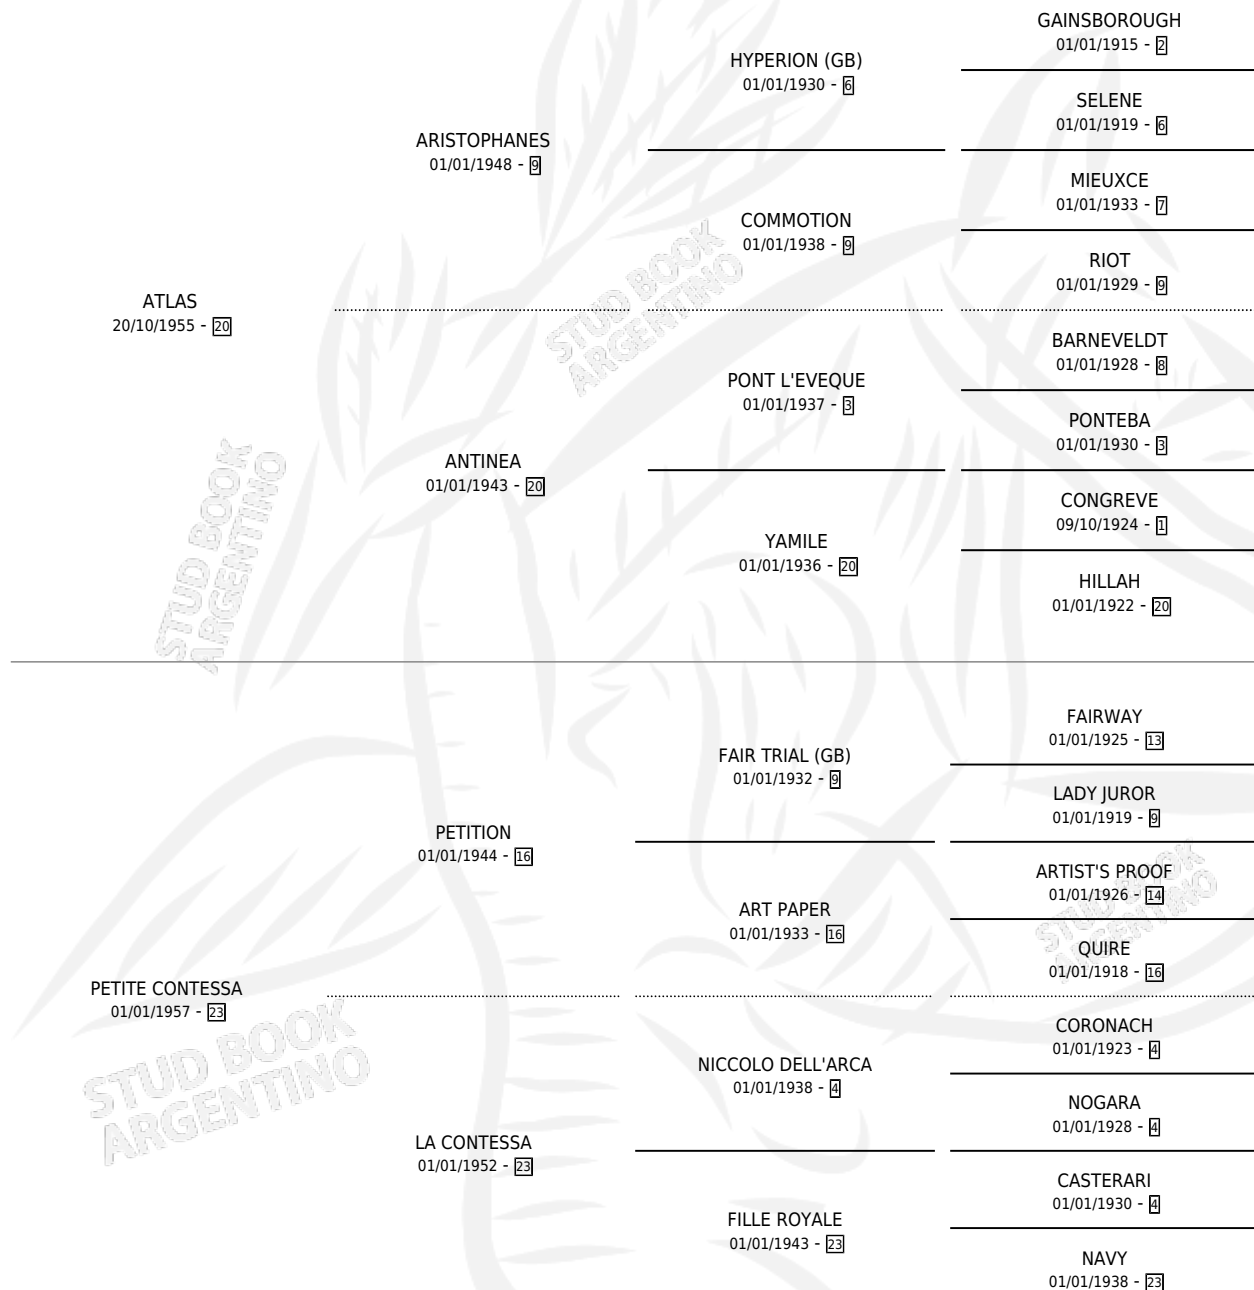 GAINSBOROUGH
01/01/1915 - 2
HYPERION (GB)
01/01/1930 - 6
SELENE
01/01/1919 - 6
ARISTOPHANES
01/01/1948 - 9
MIEUXCE
01/01/1933 - 7
COMMOTION
01/01/1938 - 9
RIOT
01/01/1929 - 9
ATLAS
20/10/1955 - 20
BARNEVELDT
01/01/1928 - 8
PONT L'EVEQUE
01/01/1937 - 3
PONTEBA
01/01/1930 - 3
ANTINEA
01/01/1943 - 20
CONGREVE
09/10/1924 - 1
YAMILE
01/01/1936 - 20
HILLAH
01/01/1922 - 20
FAIRWAY
01/01/1925 - 13
FAIR TRIAL (GB)
01/01/1932 - 9
LADY JUROR
01/01/1919 - 9
PETITION
01/01/1944 - 16
ARTIST'S PROOF
01/01/1926 - 14
ART PAPER
01/01/1933 - 16
QUIRE
01/01/1918 - 16
PETITE CONTESSA
01/01/1957 - 23
CORONACH
01/01/1923 - 4
NICCOLO DELL'ARCA
01/01/1938 - 4
NOGARA
01/01/1928 - 4
LA CONTESSA
01/01/1952 - 23
CASTERARI
01/01/1930 - 4
FILLE ROYALE
01/01/1943 - 23
NAVY
01/01/1938 - 23
STUD BOOK
ARGENTINO
STUD BOOK
ARGENTINO
STUD BOOK
ARGENTINO
STUD BOOK
ARGENTINO